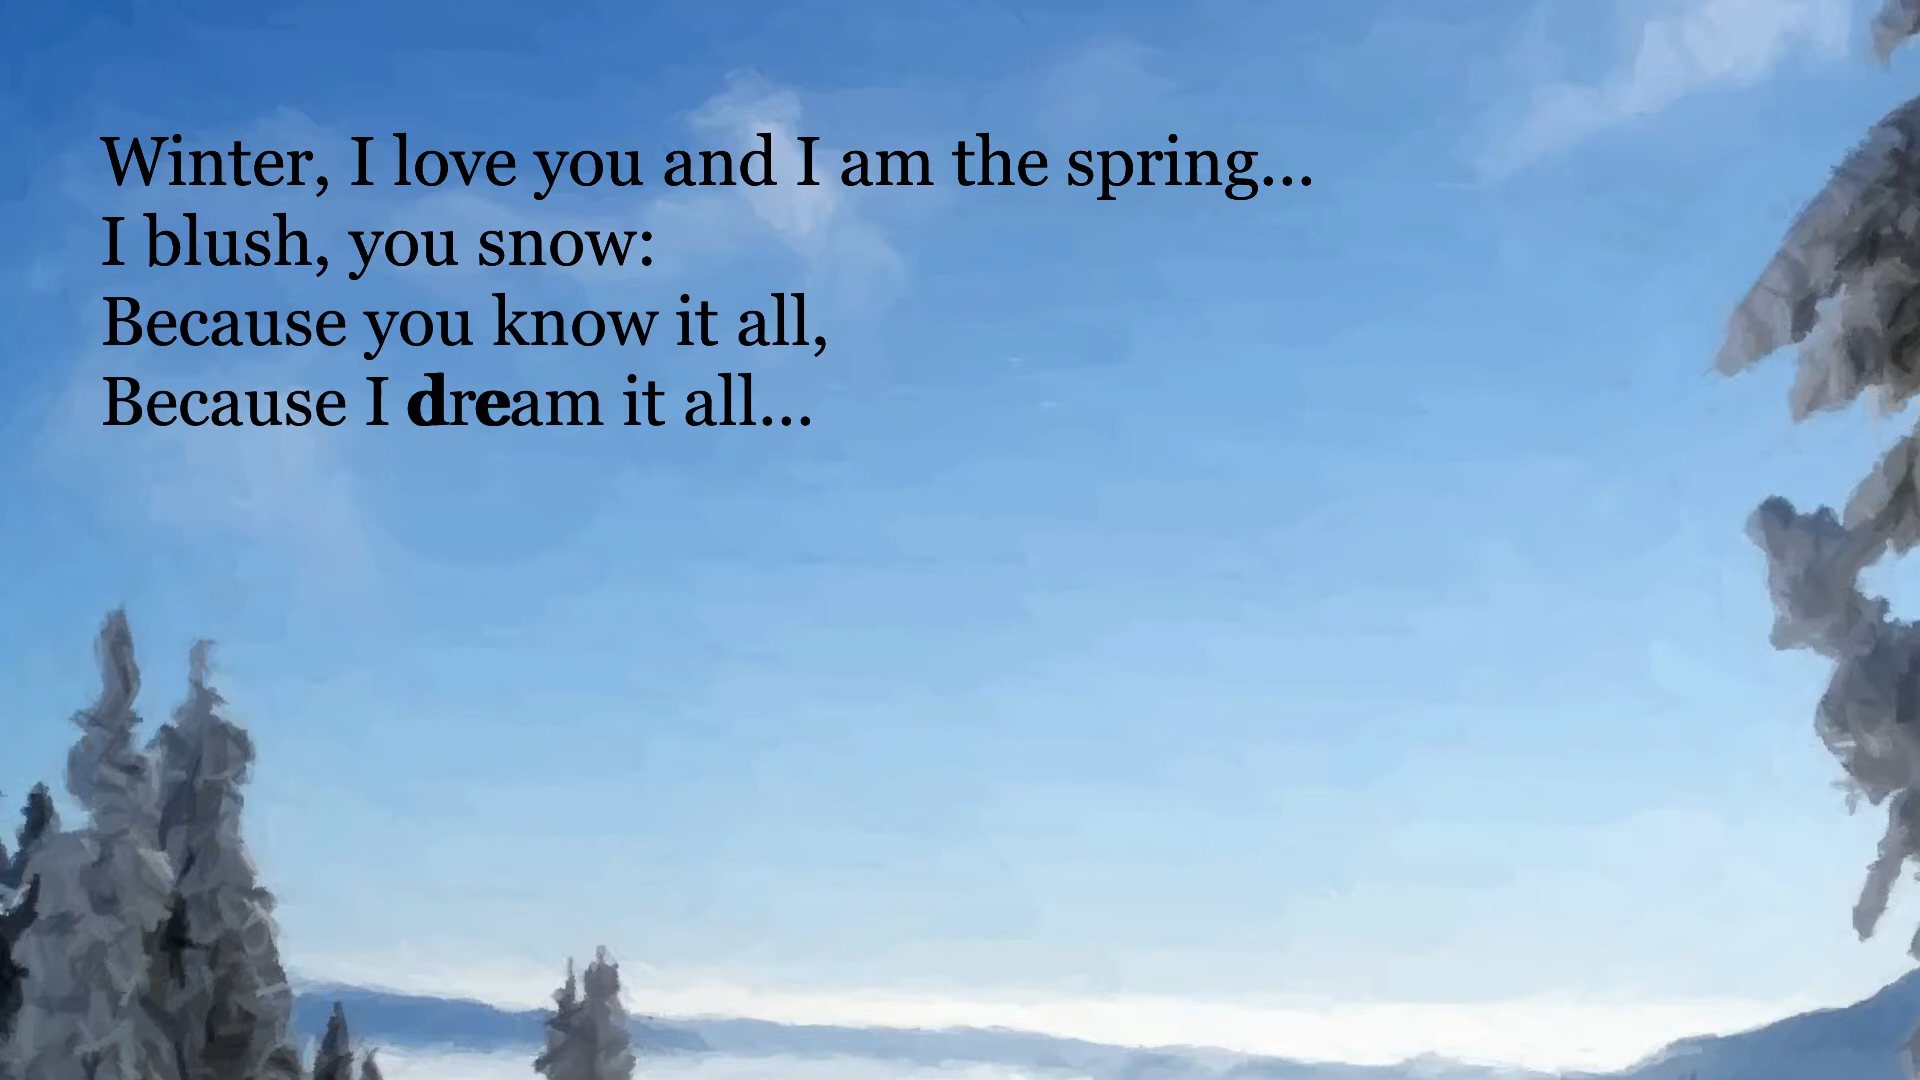 Winter, I love you and I am the spring...
I blush, you snow:
Because you know it all,
Because I dream it all...